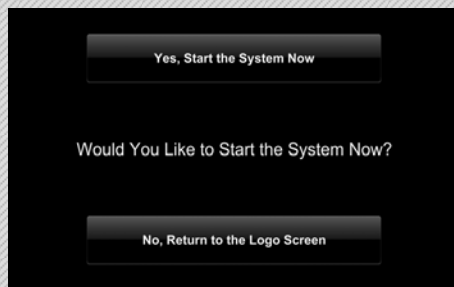 Yes, Start the System Now
Would You Like to Start the System Now?
No, Return to the Logo Screen